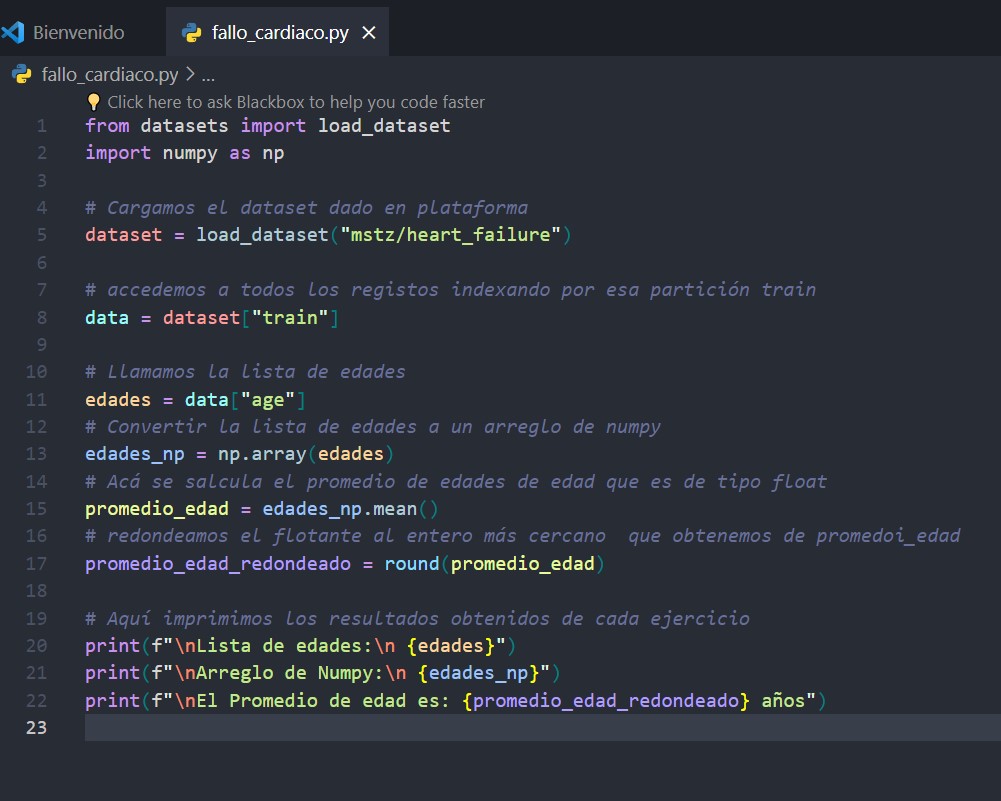 Bienvenido
fallo_cardiaco.py
fallo_cardiaco.py > ...
Click here to ask Blackbox to help you code faster
1 from datasets import load_dataset
2 import numpy as np
3
4 # Cargamos el dataset dado en plataforma
5 dataset = load_dataset("mstz/heart_failure")
6
7 # accedemos a todos los registos indexando por esa partición train
8 data = dataset["train"]
9
10 # Llamamos la lista de edades
11 edades = data["age"]
12 # Convertir la lista de edades a un arreglo de numpy
13 edades_np = np.array(edades)
14 # Acá se salcula el promedio de edades de edad que es de tipo float
15 promedio_edad = edades_np.mean()
16 # redondeamos el flotante al entero más cercano  que obtenemos de promedoi_edad
17 promedio_edad_redondeado = round(promedio_edad)
18
19 # Aquí imprimimos los resultados obtenidos de cada ejercicio
20 print(f"\nLista de edades:\n {edades}")
21 print(f"\nArreglo de Numpy:\n {edades_np}")
22 print(f"\nEl Promedio de edad es: {promedio_edad_redondeado} años")
23